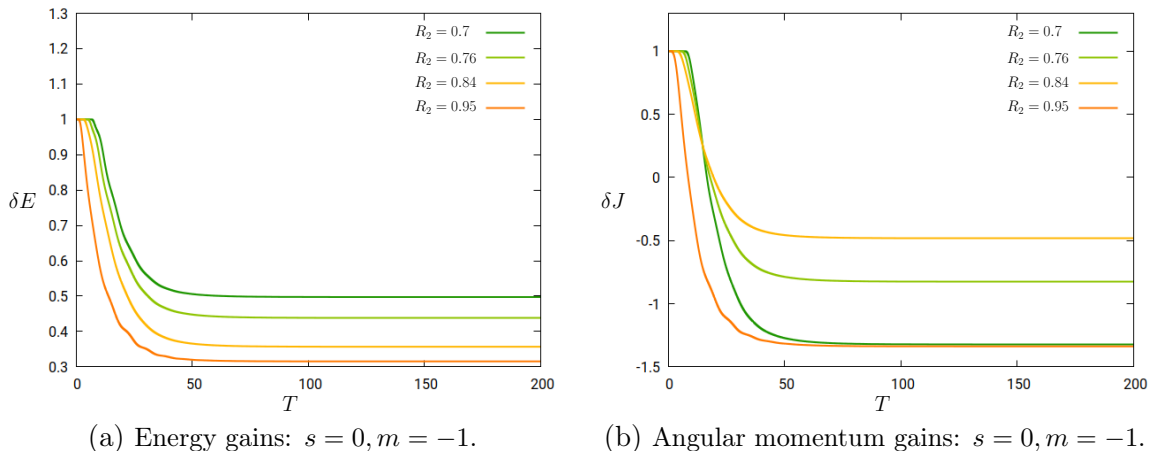 1.3
1.2
1.1
1
0.9
0.8
0.7
0.6
0.5
0.4
0.3
δE
0 50 100 150 200
T
R₂ = 0.7
R₂ = 0.76
R₂ = 0.84
R₂ = 0.95
(a) Energy gains: s = 0, m = −1.
1
0.5
0
-0.5
-1
-1.5
δJ
0 50 100 150 200
T
R₂ = 0.7
R₂ = 0.76
R₂ = 0.84
R₂ = 0.95
(b) Angular momentum gains: s = 0, m = −1.